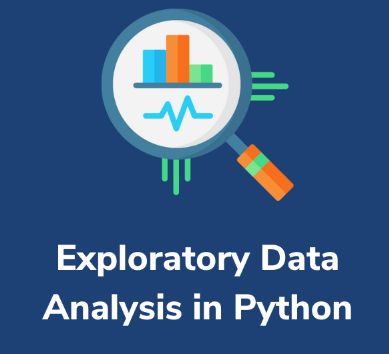 Exploratory Data
Analysis in Python